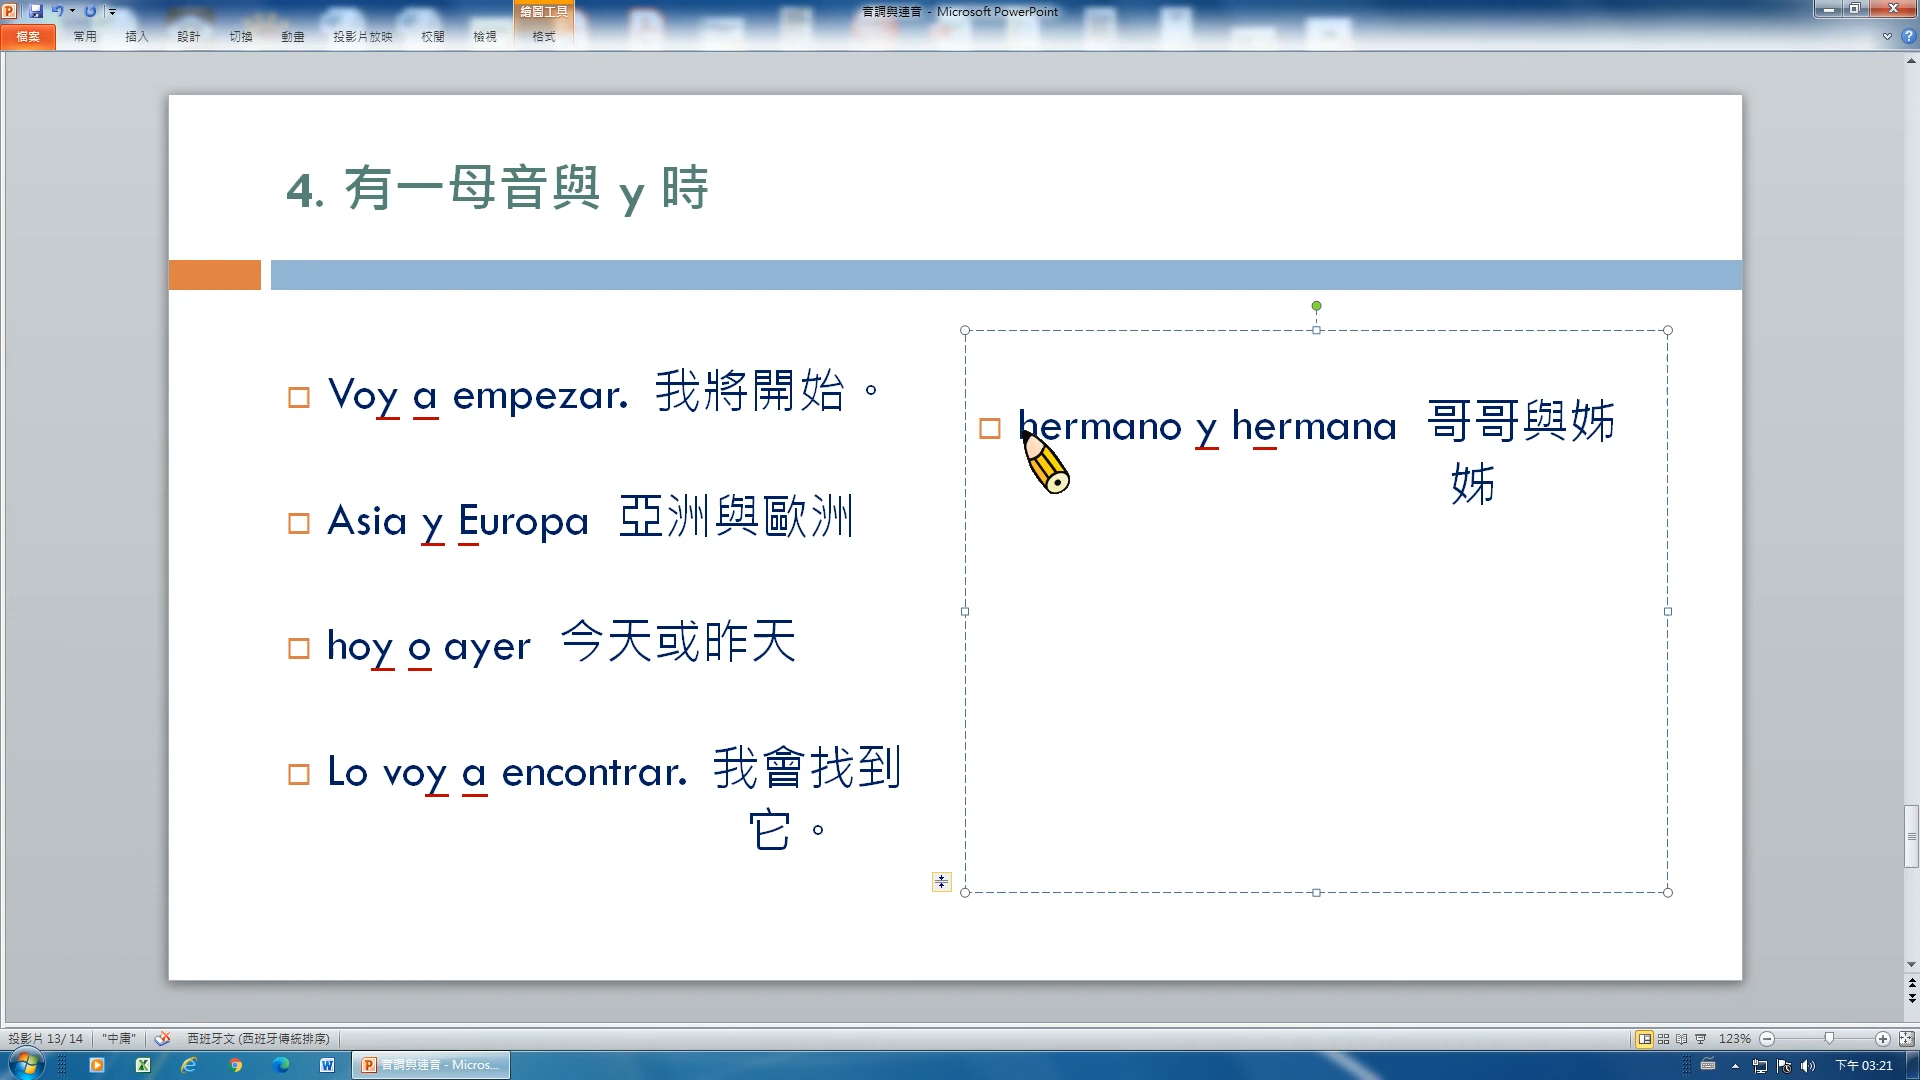 音調與連音 - Microsoft PowerPoint
繪圖工具
檔案 常用 插入 設計 切換 動畫 投影片放映 校閱 檢視 格式
4. 有一母音與 y 時
Voy a empezar. 我將開始。
Asia y Europa 亞洲與歐洲
hoy o ayer 今天或昨天
Lo voy a encontrar. 我會找到
它。
hermano y hermana 哥哥與姊
姊
投影片 13/ 14 "中庸" 西班牙文 (西班牙傳統排序) 123%
音調與連音 - Micros... 下午 03:21